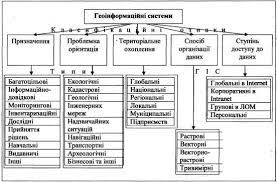 Геоінформаційні системи
Класифікаційні ознаки
Призначення
Проблемна
орієнтація
Територіальне
охоплення
Спосіб
організації
даних
Ступінь
доступу до
даних
Типи ГІС
Багатоцільові
Інформаційно-
довідкові
Моніторингові
Інвентаризаційні
Дослідні
Прийняття
рішень
Навчальні
Видавничі
Інші
Екологічні
Кадастрові
Геологічні
Інженерних
мереж
Надзвичайних
ситуацій
Навігаційні
Транспортні
Археологічні
Бізнесові та інші
Глобальні
Національні
Регіональні
Локальні
Муніципальні
Підприємств
Растрові
Векторні
Векторно-
растрові
Тривимірні
Глобальні в Internet
Корпоративні в
Intranet
Групові в ЛОМ
Персональні